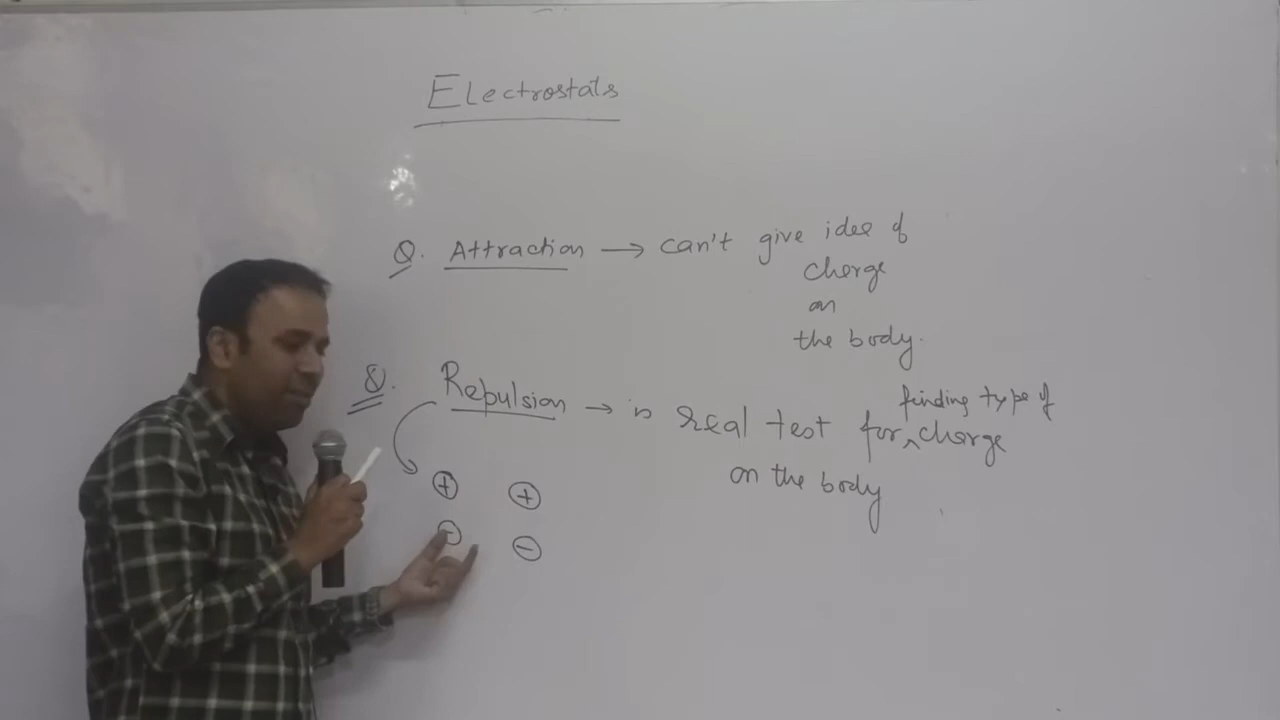 Electrostats
Q. Attraction → can't give idea of
charge
on
the body.
Q. Repulsion → is real test for ^ charge
finding type of
on the body
+ +
- -